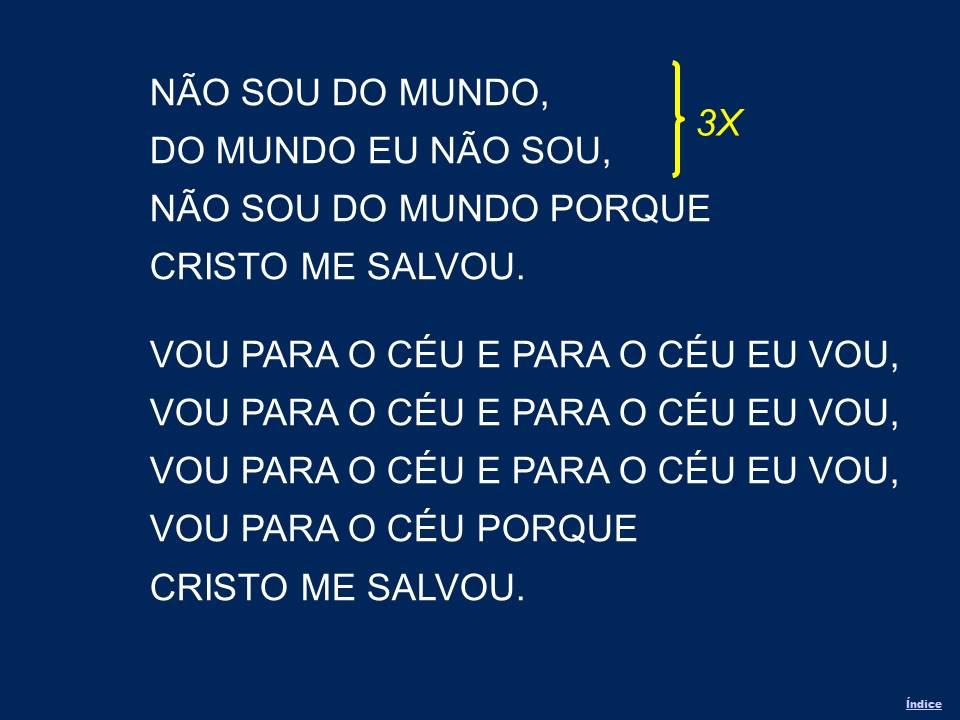 NÃO SOU DO MUNDO,
DO MUNDO EU NÃO SOU,
3X
NÃO SOU DO MUNDO PORQUE
CRISTO ME SALVOU.
VOU PARA O CÉU E PARA O CÉU EU VOU,
VOU PARA O CÉU E PARA O CÉU EU VOU,
VOU PARA O CÉU E PARA O CÉU EU VOU,
VOU PARA O CÉU PORQUE
CRISTO ME SALVOU.
Índice